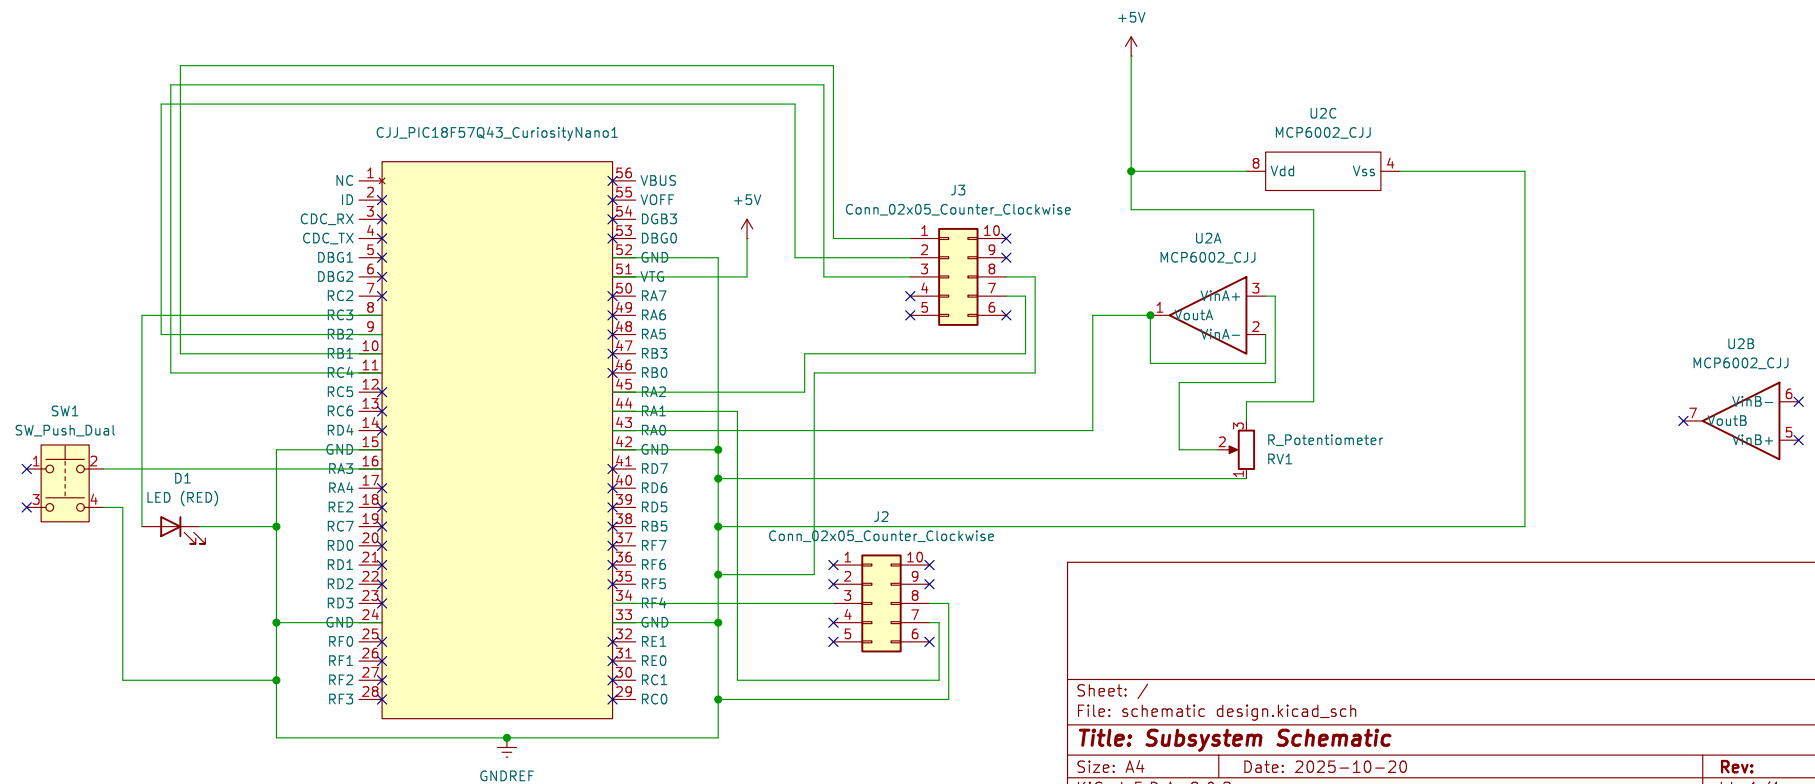 +5V
U2C
MCP6002_CJJ
8 Vdd Vss 4
CJJ_PIC18F57Q43_CuriosityNano1
NC 1 56 VBUS
ID 2 55 VOFF
CDC_RX 3 54 DGB3
CDC_TX 4 53 DBG0
DBG1 5 52 GND
DBG2 6 51 VTG
RC2 7 50 RA7
RC3 8 49 RA6
RB2 9 48 RA5
RB1 10 47 RB3
RC4 11 46 RB0
RC5 12 45 RA2
RC6 13 44 RA1
RD4 14 43 RA0
GND 15 42 GND
RA3 16 41 RD7
RA4 17 40 RD6
RE2 18 39 RD5
RC7 19 38 RB5
RD0 20 37 RF7
RD1 21 36 RF6
RD2 22 35 RF5
RD3 23 34 RF4
GND 24 33 GND
RF0 25 32 RE1
RF1 26 31 RE0
RF2 27 30 RC1
RF3 28 29 RC0
+5V
J3
Conn_02x05_Counter_Clockwise
1 10
2 9
3 8
4 7
5 6
U2A
MCP6002_CJJ
VinA+ 3
1 VoutA
VinA- 2
U2B
MCP6002_CJJ
VinB- 6
7 VoutB
VinB+ 5
SW1
SW_Push_Dual
1 2
3 4
D1
LED (RED)
3
2
1
R_Potentiometer
RV1
J2
Conn_02x05_Counter_Clockwise
1 10
2 9
3 8
4 7
5 6
GNDREF
Sheet: /
File: schematic design.kicad_sch
Title: Subsystem Schematic
Size: A4 Date: 2025-10-20 Rev: